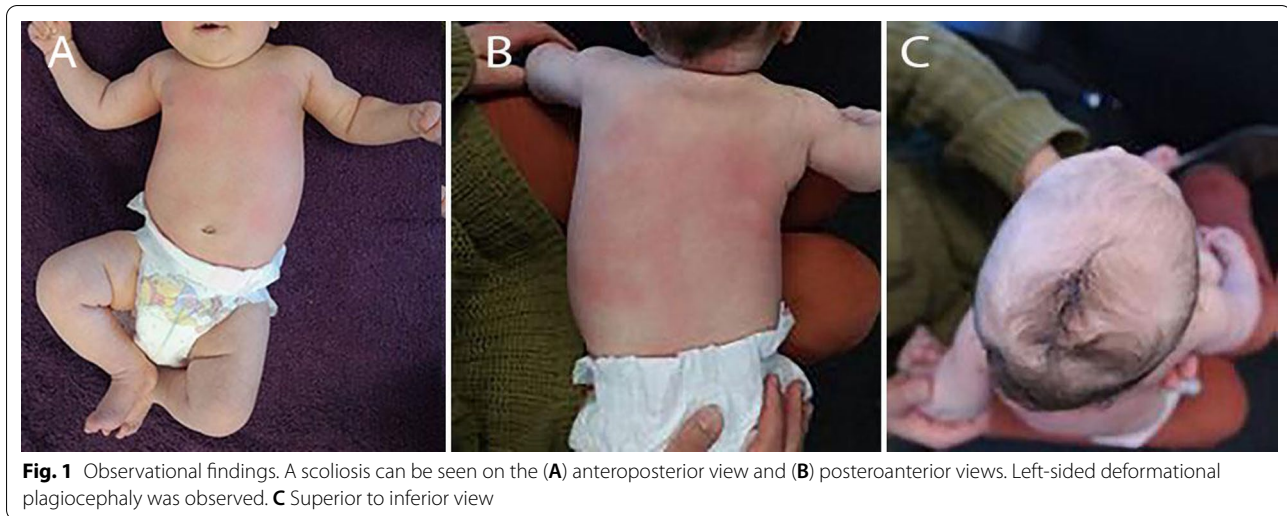 A
B
C
Fig. 1 Observational findings. A scoliosis can be seen on the (A) anteroposterior view and (B) posteroanterior views. Left-sided deformational
plagiocephaly was observed. C Superior to inferior view